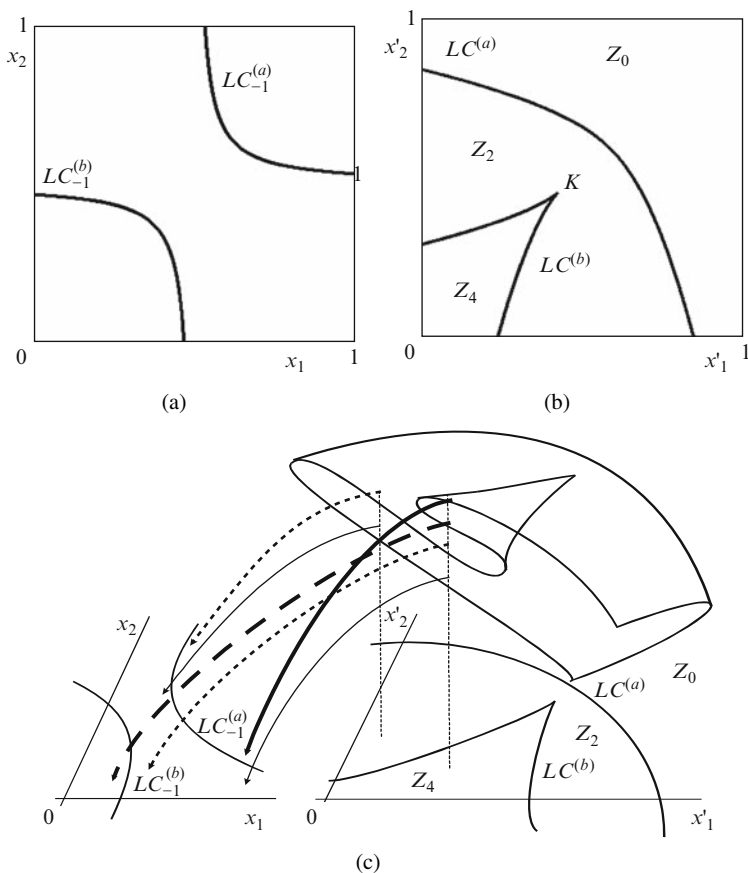 1
x₂
LC₋₁⁽ᵃ⁾
LC₋₁⁽ᵇ⁾
1
0
x₁
1
(a)
1
x'₂
LC⁽ᵃ⁾
Z₀
Z₂
K
LC⁽ᵇ⁾
Z₄
0
x'₁
1
(b)
x₂
x'₂
Z₀
LC⁽ᵃ⁾
LC₋₁⁽ᵃ⁾
Z₂
LC⁽ᵇ⁾
LC₋₁⁽ᵇ⁾
Z₄
0
x₁
0
x'₁
(c)